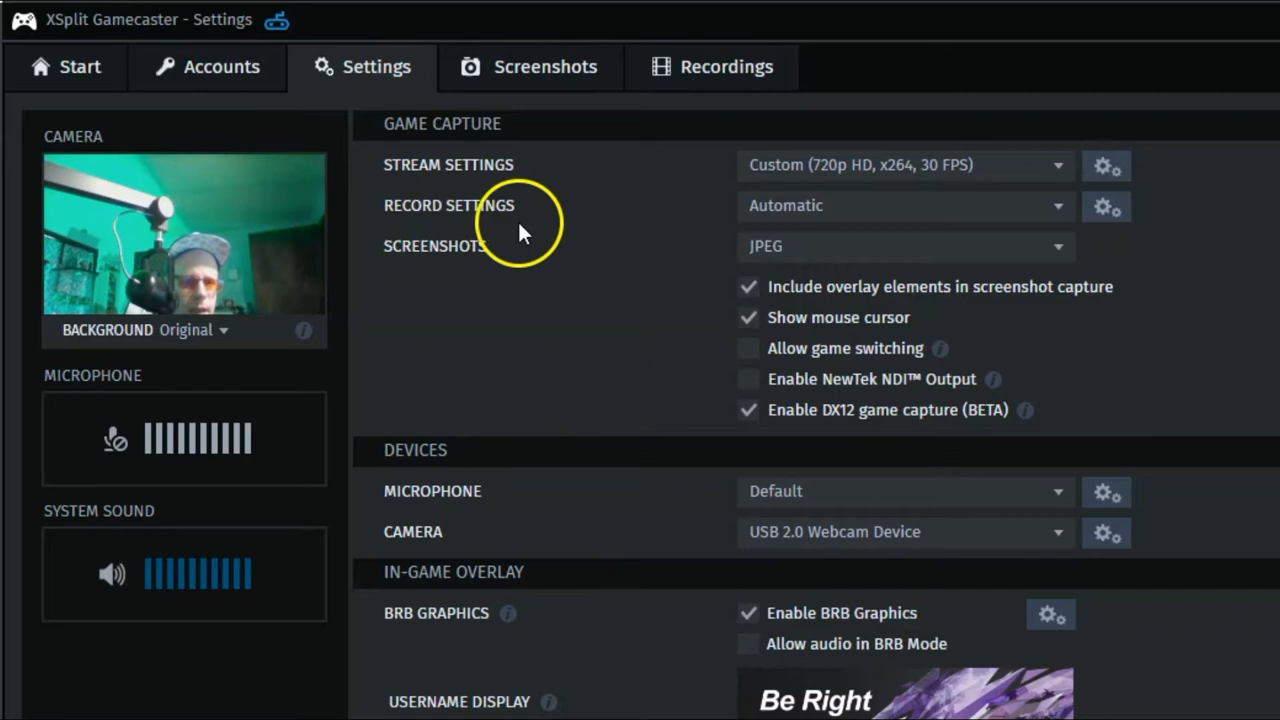 XSplit Gamecaster - Settings
Start
Accounts
Settings
Screenshots
Recordings
CAMERA
BACKGROUND Original
MICROPHONE
SYSTEM SOUND
GAME CAPTURE
STREAM SETTINGS
Custom (720p HD, x264, 30 FPS)
RECORD SETTINGS
Automatic
SCREENSHOTS
JPEG
Include overlay elements in screenshot capture
Show mouse cursor
Allow game switching
Enable NewTek NDI™ Output
Enable DX12 game capture (BETA)
DEVICES
MICROPHONE
Default
CAMERA
USB 2.0 Webcam Device
IN-GAME OVERLAY
BRB GRAPHICS
Enable BRB Graphics
Allow audio in BRB Mode
USERNAME DISPLAY
Be Right